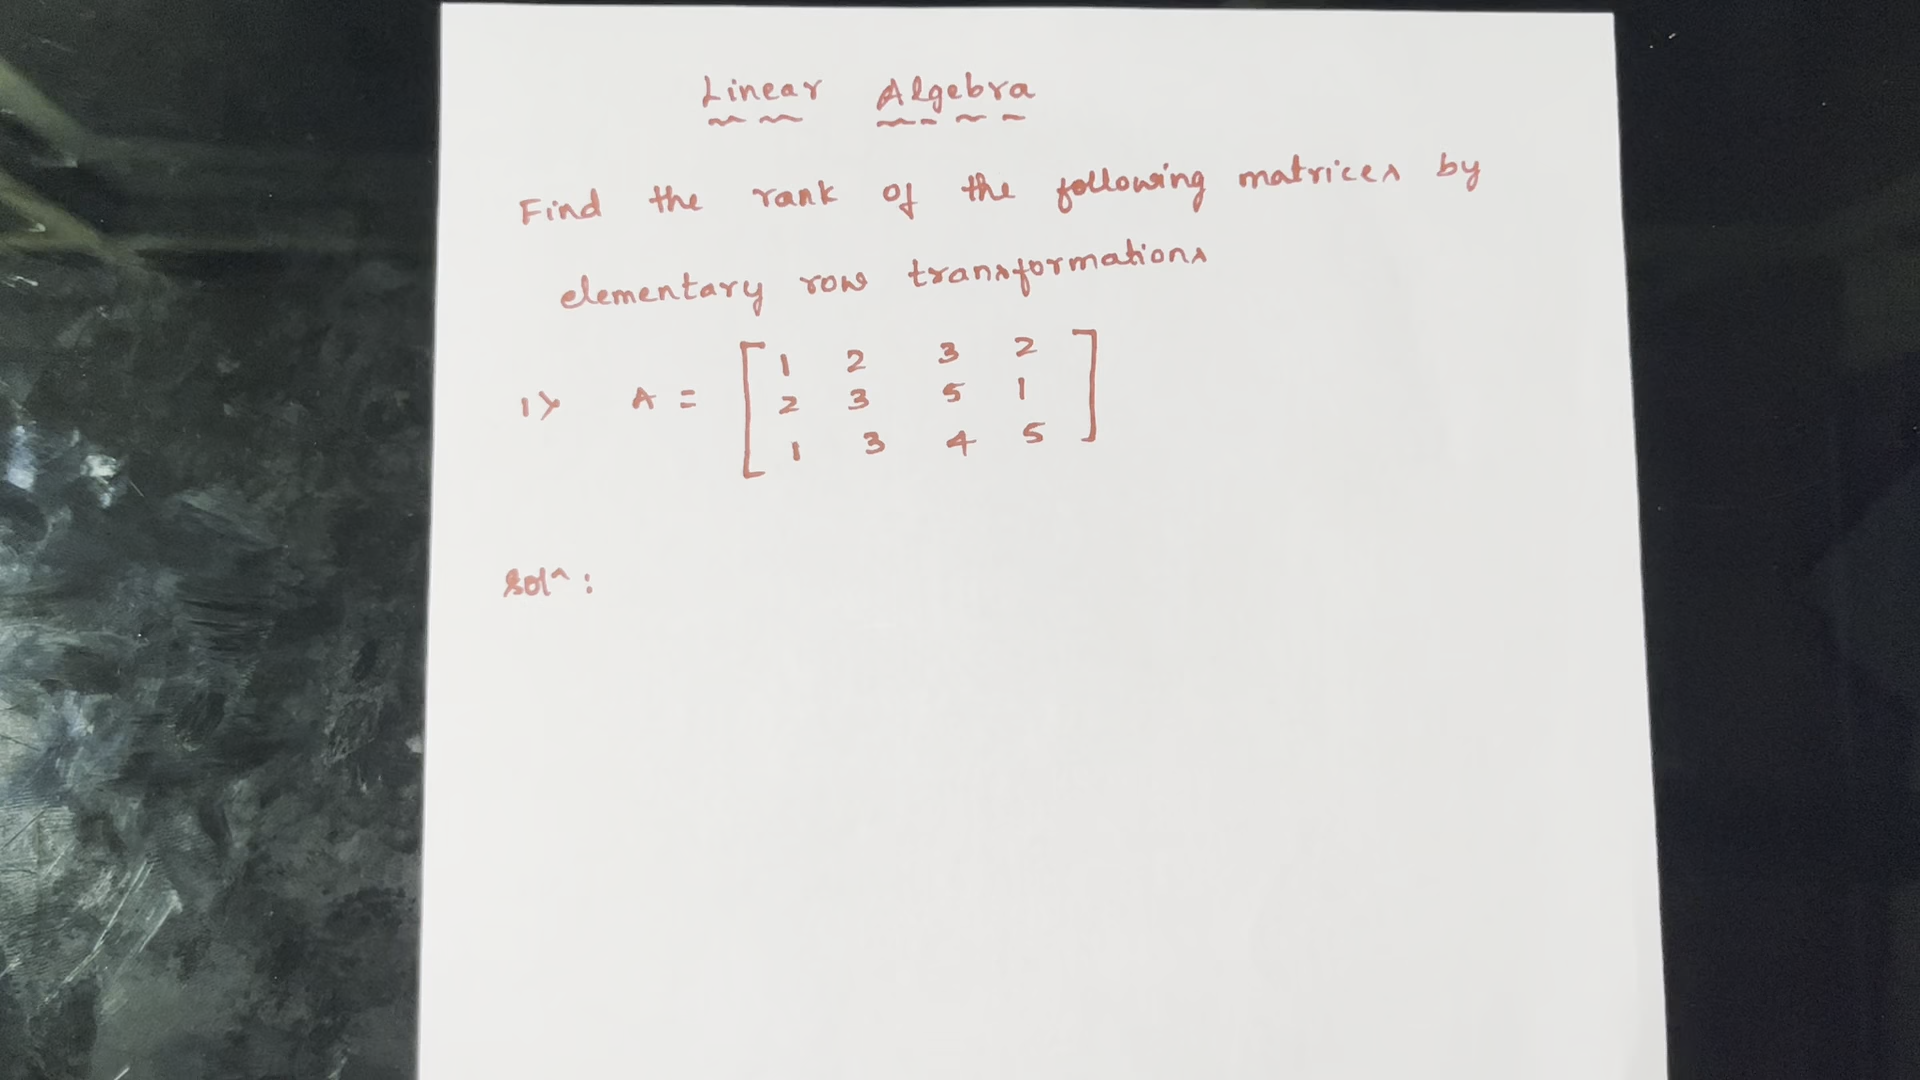 Linear Algebra
Find the rank of the following matrices by
elementary row transformations
1> A = [ 1 2 3 2
2 3 5 1
1 3 4 5 ]
Solⁿ :